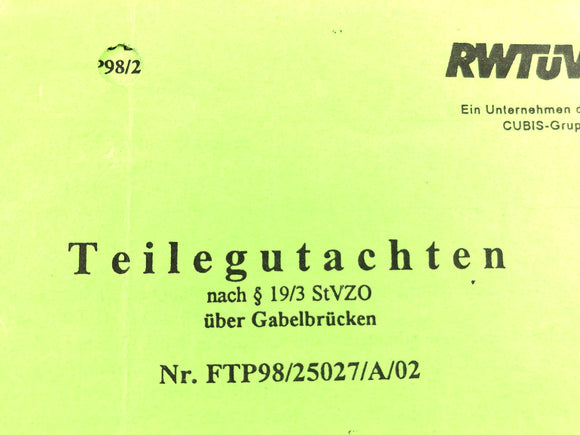 98/2
RWTÜV
Ein Unternehmen
CUBIS-Grup
Teilegutachten
nach § 19/3 StVZO
über Gabelbrücken
Nr. FTP98/25027/A/02